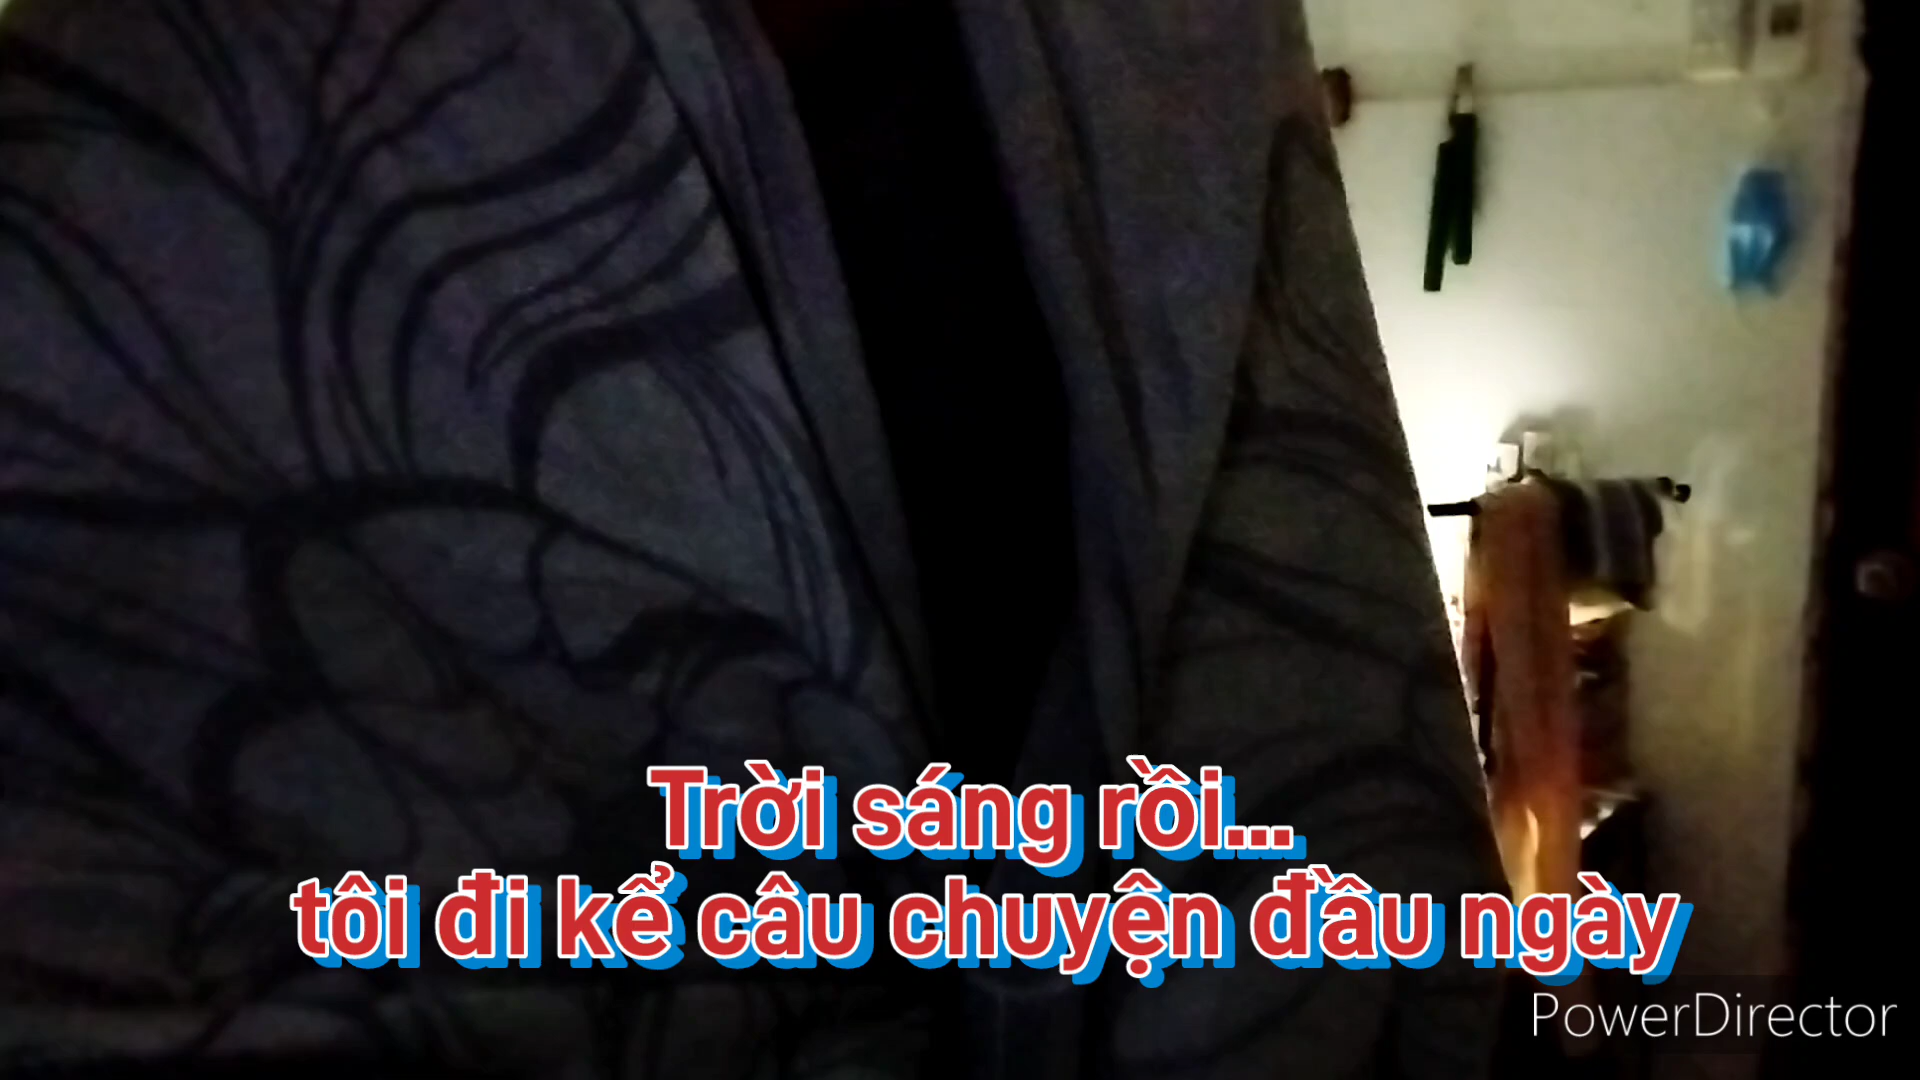 Trời sáng rồi...
tôi đi kể câu chuyện đầu ngày
PowerDirector